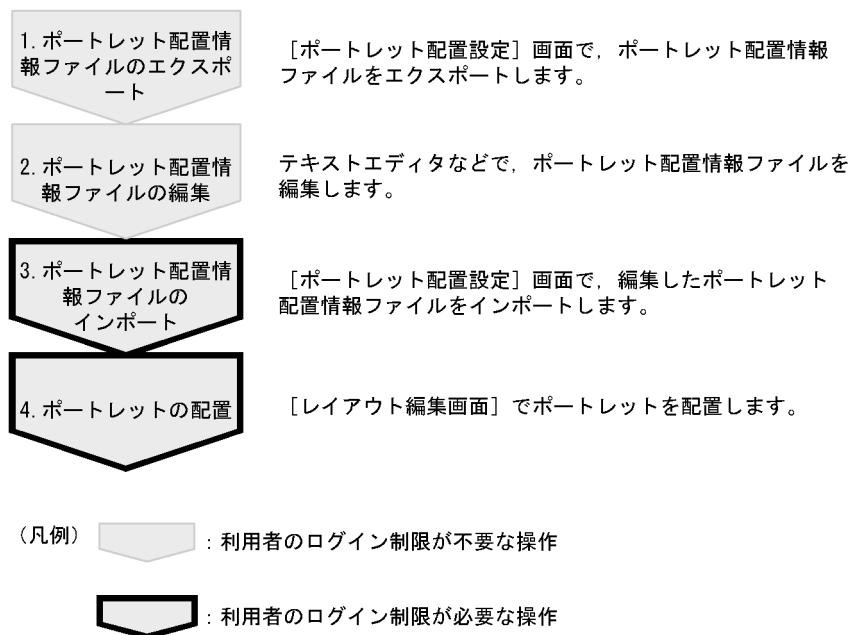 1.ポートレット配置情
報ファイルのエクスポ
ート
［ポートレット配置設定］画面で，ポートレット配置情報
ファイルをエクスポートします。
2.ポートレット配置情
報ファイルの編集
テキストエディタなどで，ポートレット配置情報ファイルを
編集します。
3.ポートレット配置情
報ファイルの
インポート
［ポートレット配置設定］画面で，編集したポートレット
配置情報ファイルをインポートします。
4.ポートレットの配置
［レイアウト編集画面］でポートレットを配置します。
（凡例）
：利用者のログイン制限が不要な操作
：利用者のログイン制限が必要な操作